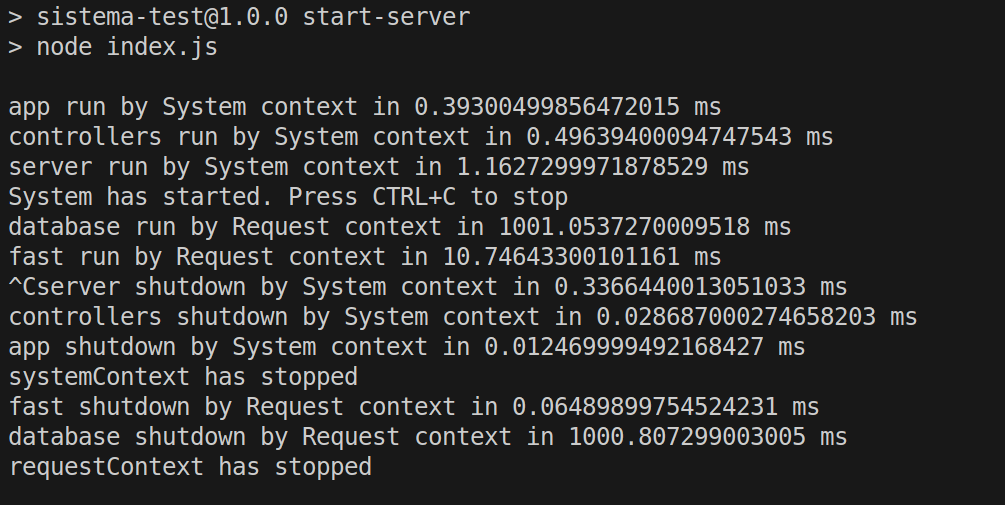 > sistema-test@1.0.0 start-server
> node index.js
app run by System context in 0.39300499856472015 ms
controllers run by System context in 0.49639400094747543 ms
server run by System context in 1.1627299971878529 ms
System has started. Press CTRL+C to stop
database run by Request context in 1001.0537270009518 ms
fast run by Request context in 10.74643300101161 ms
^Cserver shutdown by System context in 0.3366440013051033 ms
controllers shutdown by System context in 0.028687000274658203 ms
app shutdown by System context in 0.012469999492168427 ms
systemContext has stopped
fast shutdown by Request context in 0.06489899754524231 ms
database shutdown by Request context in 1000.807299003005 ms
requestContext has stopped